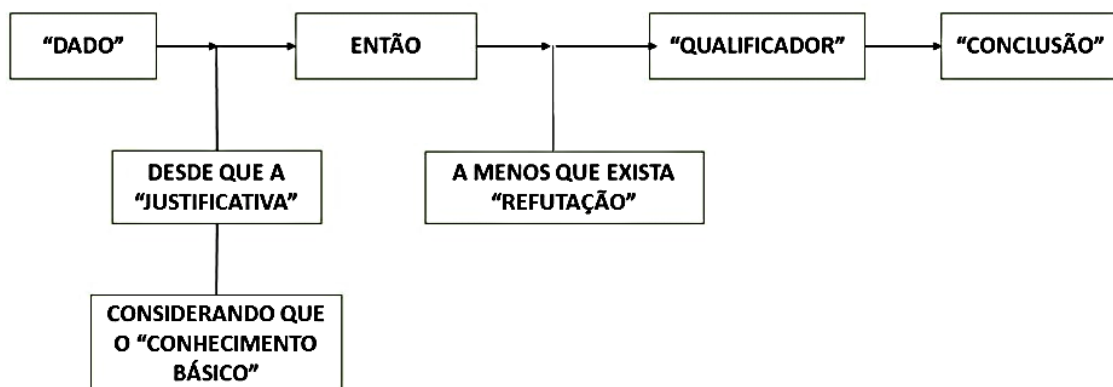 “DADO”
ENTÃO
“QUALIFICADOR”
“CONCLUSÃO”
DESDE QUE A
“JUSTIFICATIVA”
A MENOS QUE EXISTA
“REFUTAÇÃO”
CONSIDERANDO QUE
O “CONHECIMENTO
BÁSICO”